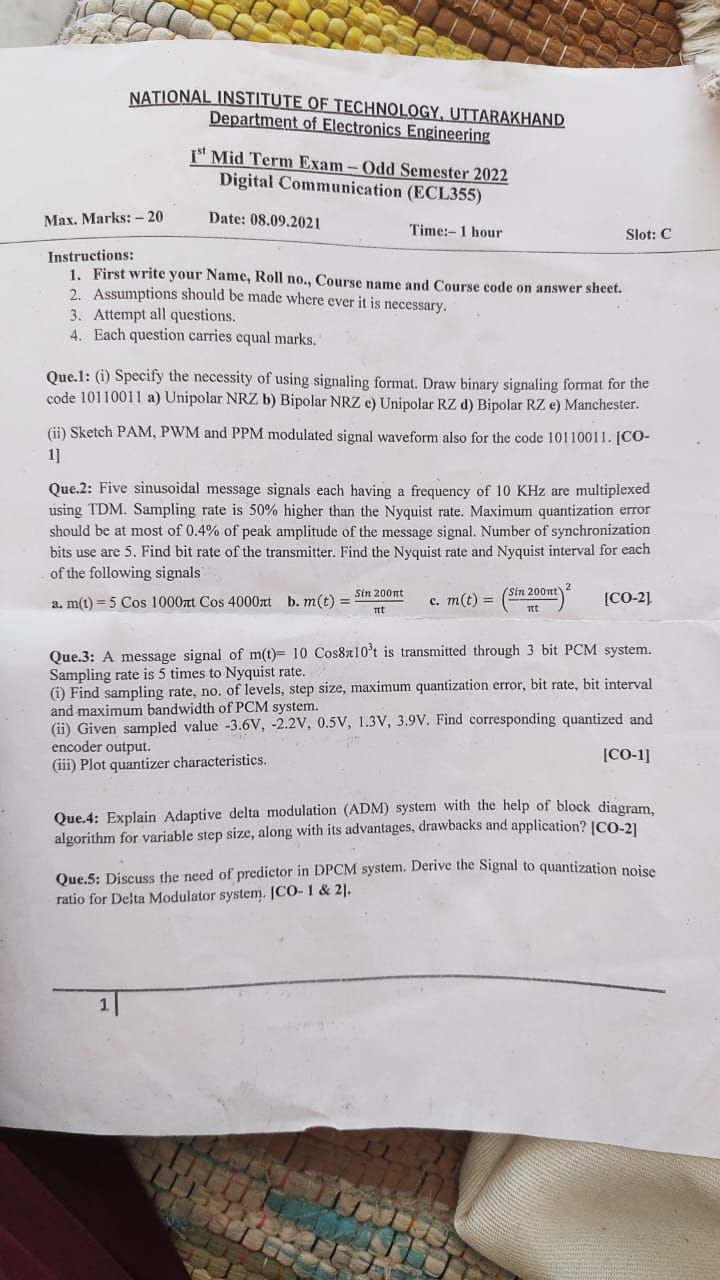 NATIONAL INSTITUTE OF TECHNOLOGY, UTTARAKHAND
Department of Electronics Engineering
Ist Mid Term Exam – Odd Semester 2022
Digital Communication (ECL355)
Max. Marks: – 20 Date: 08.09.2021 Time:– 1 hour Slot: C
Instructions:
1. First write your Name, Roll no., Course name and Course code on answer sheet.
2. Assumptions should be made where ever it is necessary.
3. Attempt all questions.
4. Each question carries equal marks.
Que.1: (i) Specify the necessity of using signaling format. Draw binary signaling format for the
code 10110011 a) Unipolar NRZ b) Bipolar NRZ c) Unipolar RZ d) Bipolar RZ e) Manchester.
(ii) Sketch PAM, PWM and PPM modulated signal waveform also for the code 10110011. [CO-
1]
Que.2: Five sinusoidal message signals each having a frequency of 10 KHz are multiplexed
using TDM. Sampling rate is 50% higher than the Nyquist rate. Maximum quantization error
should be at most of 0.4% of peak amplitude of the message signal. Number of synchronization
bits use are 5. Find bit rate of the transmitter. Find the Nyquist rate and Nyquist interval for each
of the following signals
a. m(t) = 5 Cos 1000πt Cos 4000πt b. m(t) = Sin 200πt / πt c. m(t) = (Sin 200πt / πt)² [CO-2]
Que.3: A message signal of m(t)= 10 Cos8π10³t is transmitted through 3 bit PCM system.
Sampling rate is 5 times to Nyquist rate.
(i) Find sampling rate, no. of levels, step size, maximum quantization error, bit rate, bit interval
and maximum bandwidth of PCM system.
(ii) Given sampled value -3.6V, -2.2V, 0.5V, 1.3V, 3.9V. Find corresponding quantized and
encoder output.
(iii) Plot quantizer characteristics. [CO-1]
Que.4: Explain Adaptive delta modulation (ADM) system with the help of block diagram,
algorithm for variable step size, along with its advantages, drawbacks and application? [CO-2]
Que.5: Discuss the need of predictor in DPCM system. Derive the Signal to quantization noise
ratio for Delta Modulator system. [CO- 1 & 2].
1